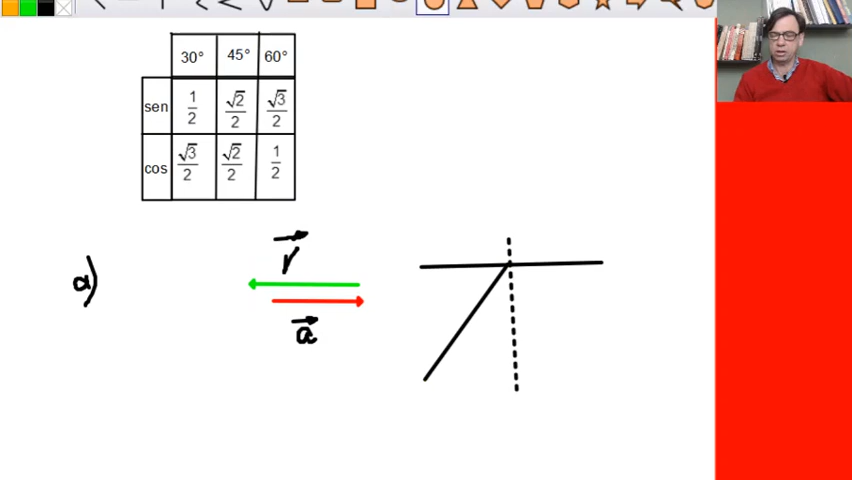 30° 45° 60°
sen 1/2 √2/2 √3/2
cos √3/2 √2/2 1/2
a)
V⃗
a⃗